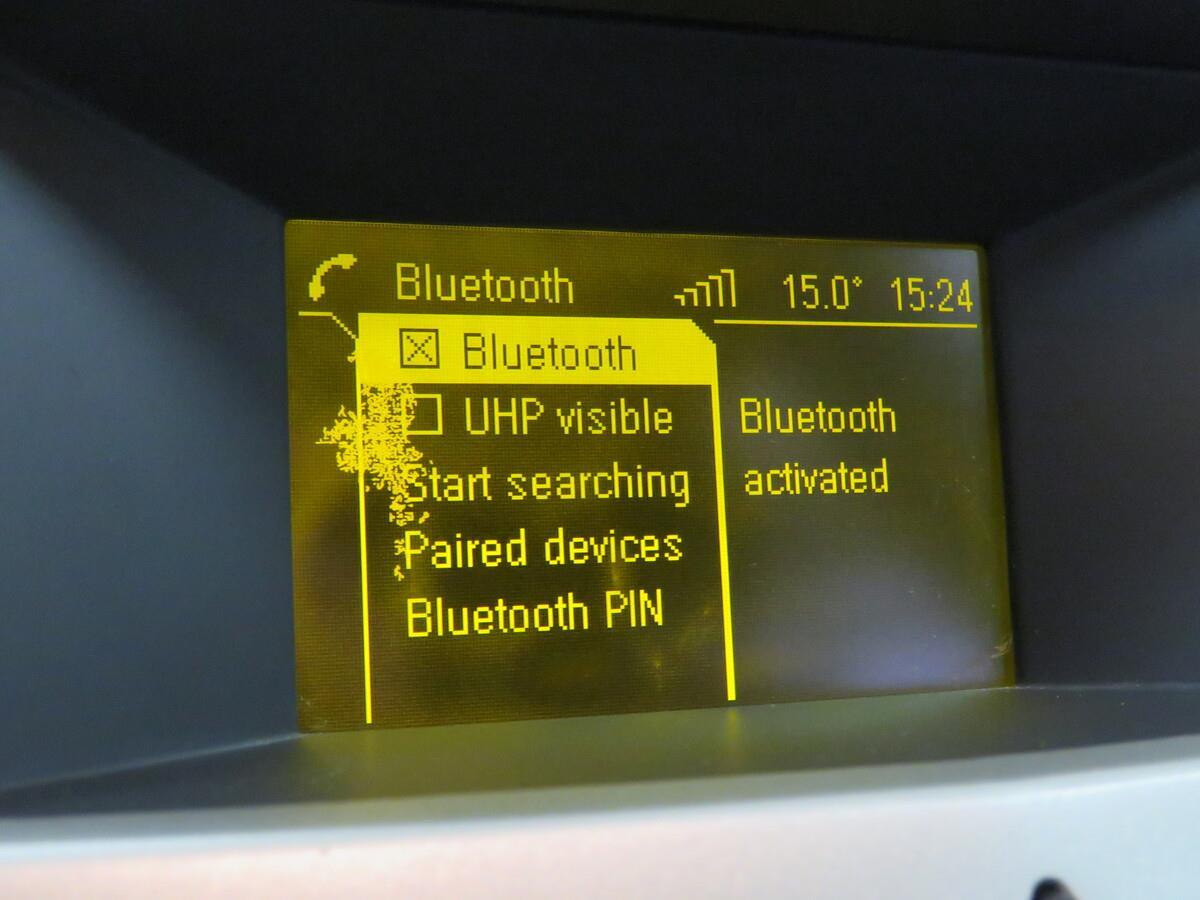 Bluetooth 15.0° 15:24
Bluetooth
UHP visible
Start searching
Paired devices
Bluetooth PIN
Bluetooth
activated